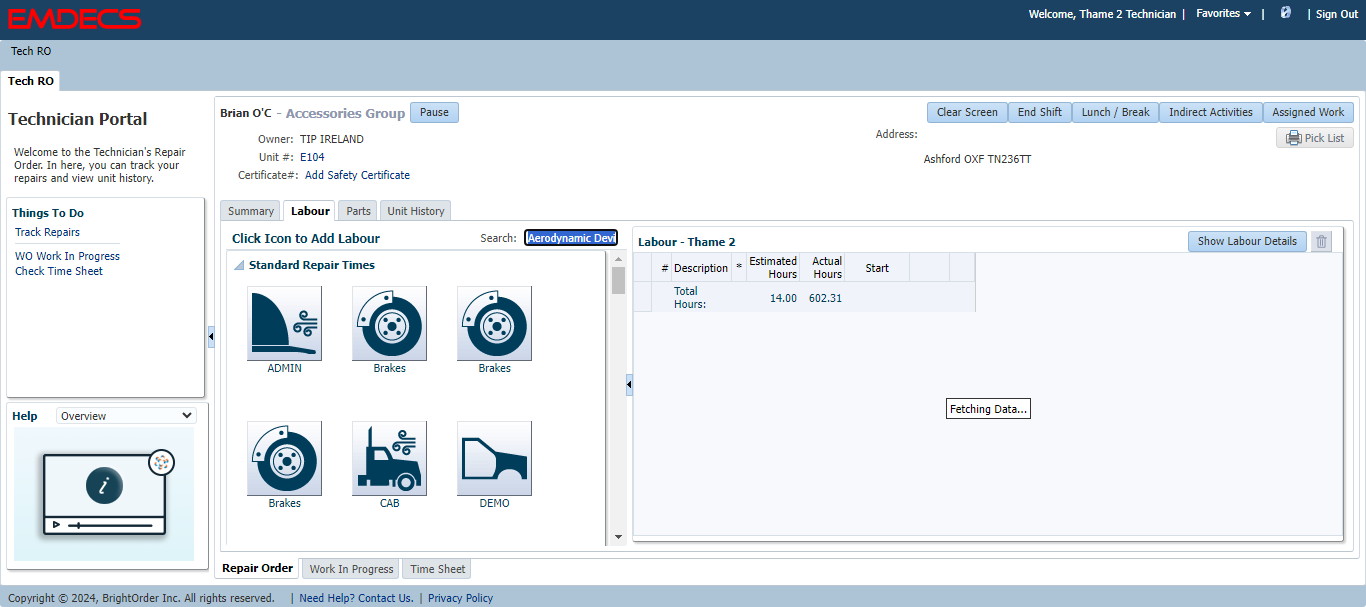 EMDECS
Welcome, Thame 2 Technician | Favorites | | Sign Out
Tech RO
Tech RO
Technician Portal
Welcome to the Technician's Repair
Order. In here, you can track your
repairs and view unit history.
Things To Do
Track Repairs
WO Work In Progress
Check Time Sheet
Help Overview
Brian O'C - Accessories Group Pause
Clear Screen End Shift Lunch / Break Indirect Activities Assigned Work
Owner: TIP IRELAND
Address:
Pick List
Unit #: E104
Ashford OXF TN236TT
Certificate#: Add Safety Certificate
Summary Labour Parts Unit History
Click Icon to Add Labour Search: Aerodynamic Devi
Standard Repair Times
ADMIN Brakes Brakes
Brakes CAB DEMO
Labour - Thame 2 Show Labour Details
# Description * Estimated Hours Actual Hours Start
Total Hours: 14.00 602.31
Fetching Data...
Repair Order Work In Progress Time Sheet
Copyright © 2024, BrightOrder Inc. All rights reserved. | Need Help? Contact Us. | Privacy Policy